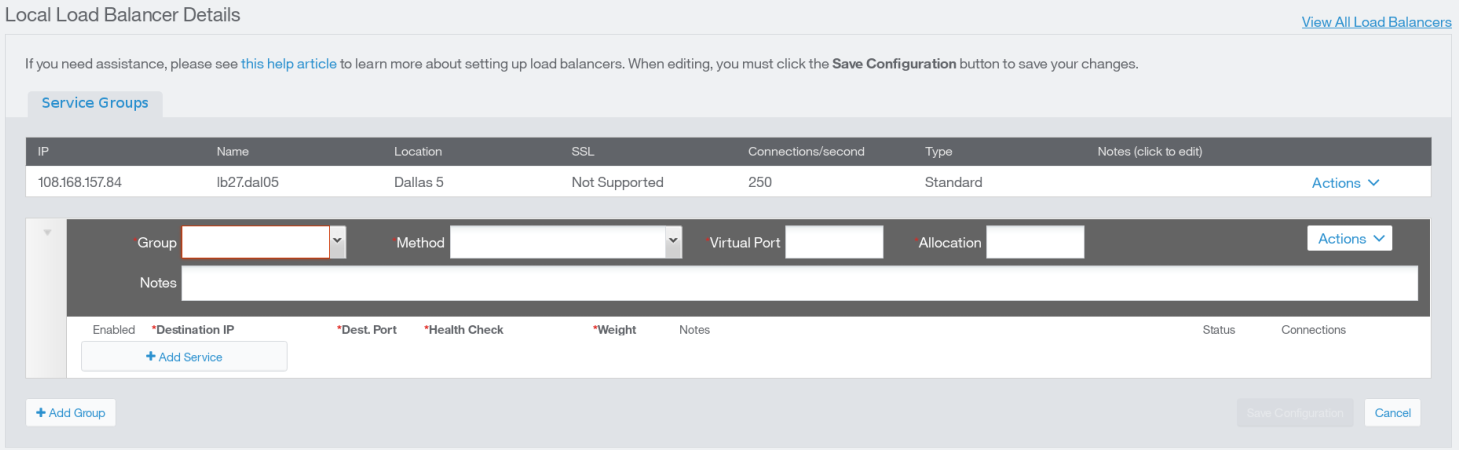 Local Load Balancer Details
View All Load Balancers
If you need assistance, please see this help article to learn more about setting up load balancers. When editing, you must click the Save Configuration button to save your changes.
Service Groups
IP Name Location SSL Connections/second Type Notes (click to edit)
108.168.157.84 lb27.dal05 Dallas 5 Not Supported 250 Standard Actions
*Group *Method *Virtual Port *Allocation Actions
Notes
Enabled *Destination IP *Dest. Port *Health Check *Weight Notes Status Connections
+ Add Service
+ Add Group Save Configuration Cancel